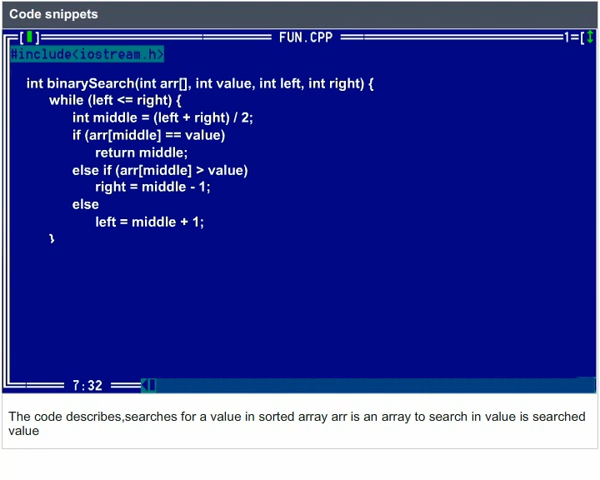 Code snippets
[ ] FUN.CPP 1=[
#include<iostream.h>
int binarySearch(int arr[], int value, int left, int right) {
while (left <= right) {
int middle = (left + right) / 2;
if (arr[middle] == value)
return middle;
else if (arr[middle] > value)
right = middle - 1;
else
left = middle + 1;
}
7:32
The code describes,searches for a value in sorted array arr is an array to search in value is searched
value